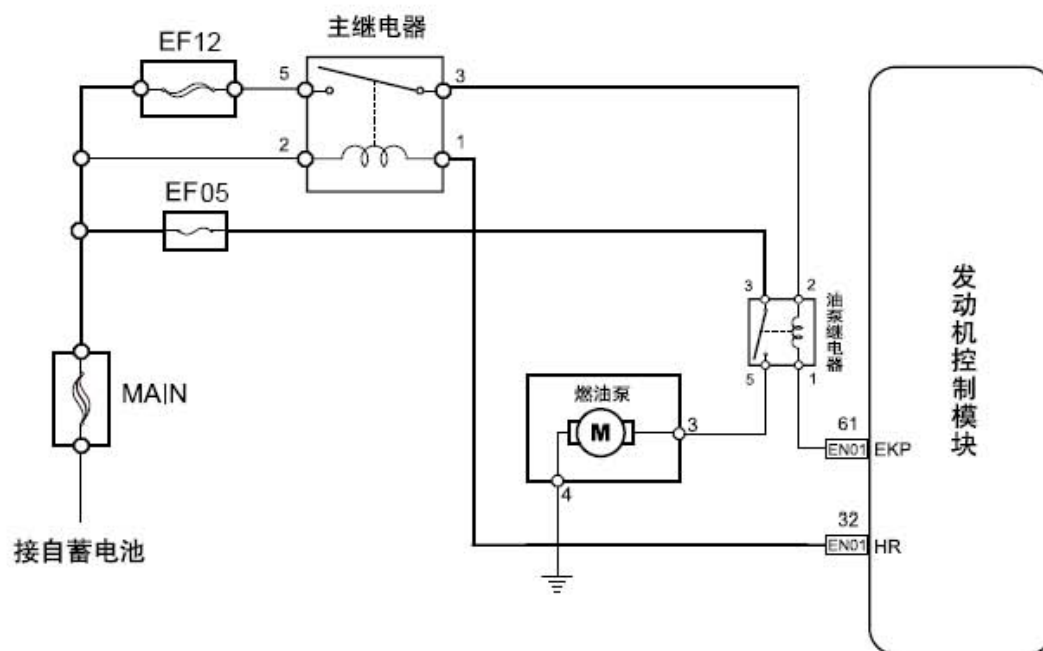 主继电器
EF12
5
3
2
1
EF05
3
2
油泵继电器
5
1
MAIN
燃油泵
M
3
4
61
EN01 EKP
32
EN01 HR
发动机控制模块
接自蓄电池